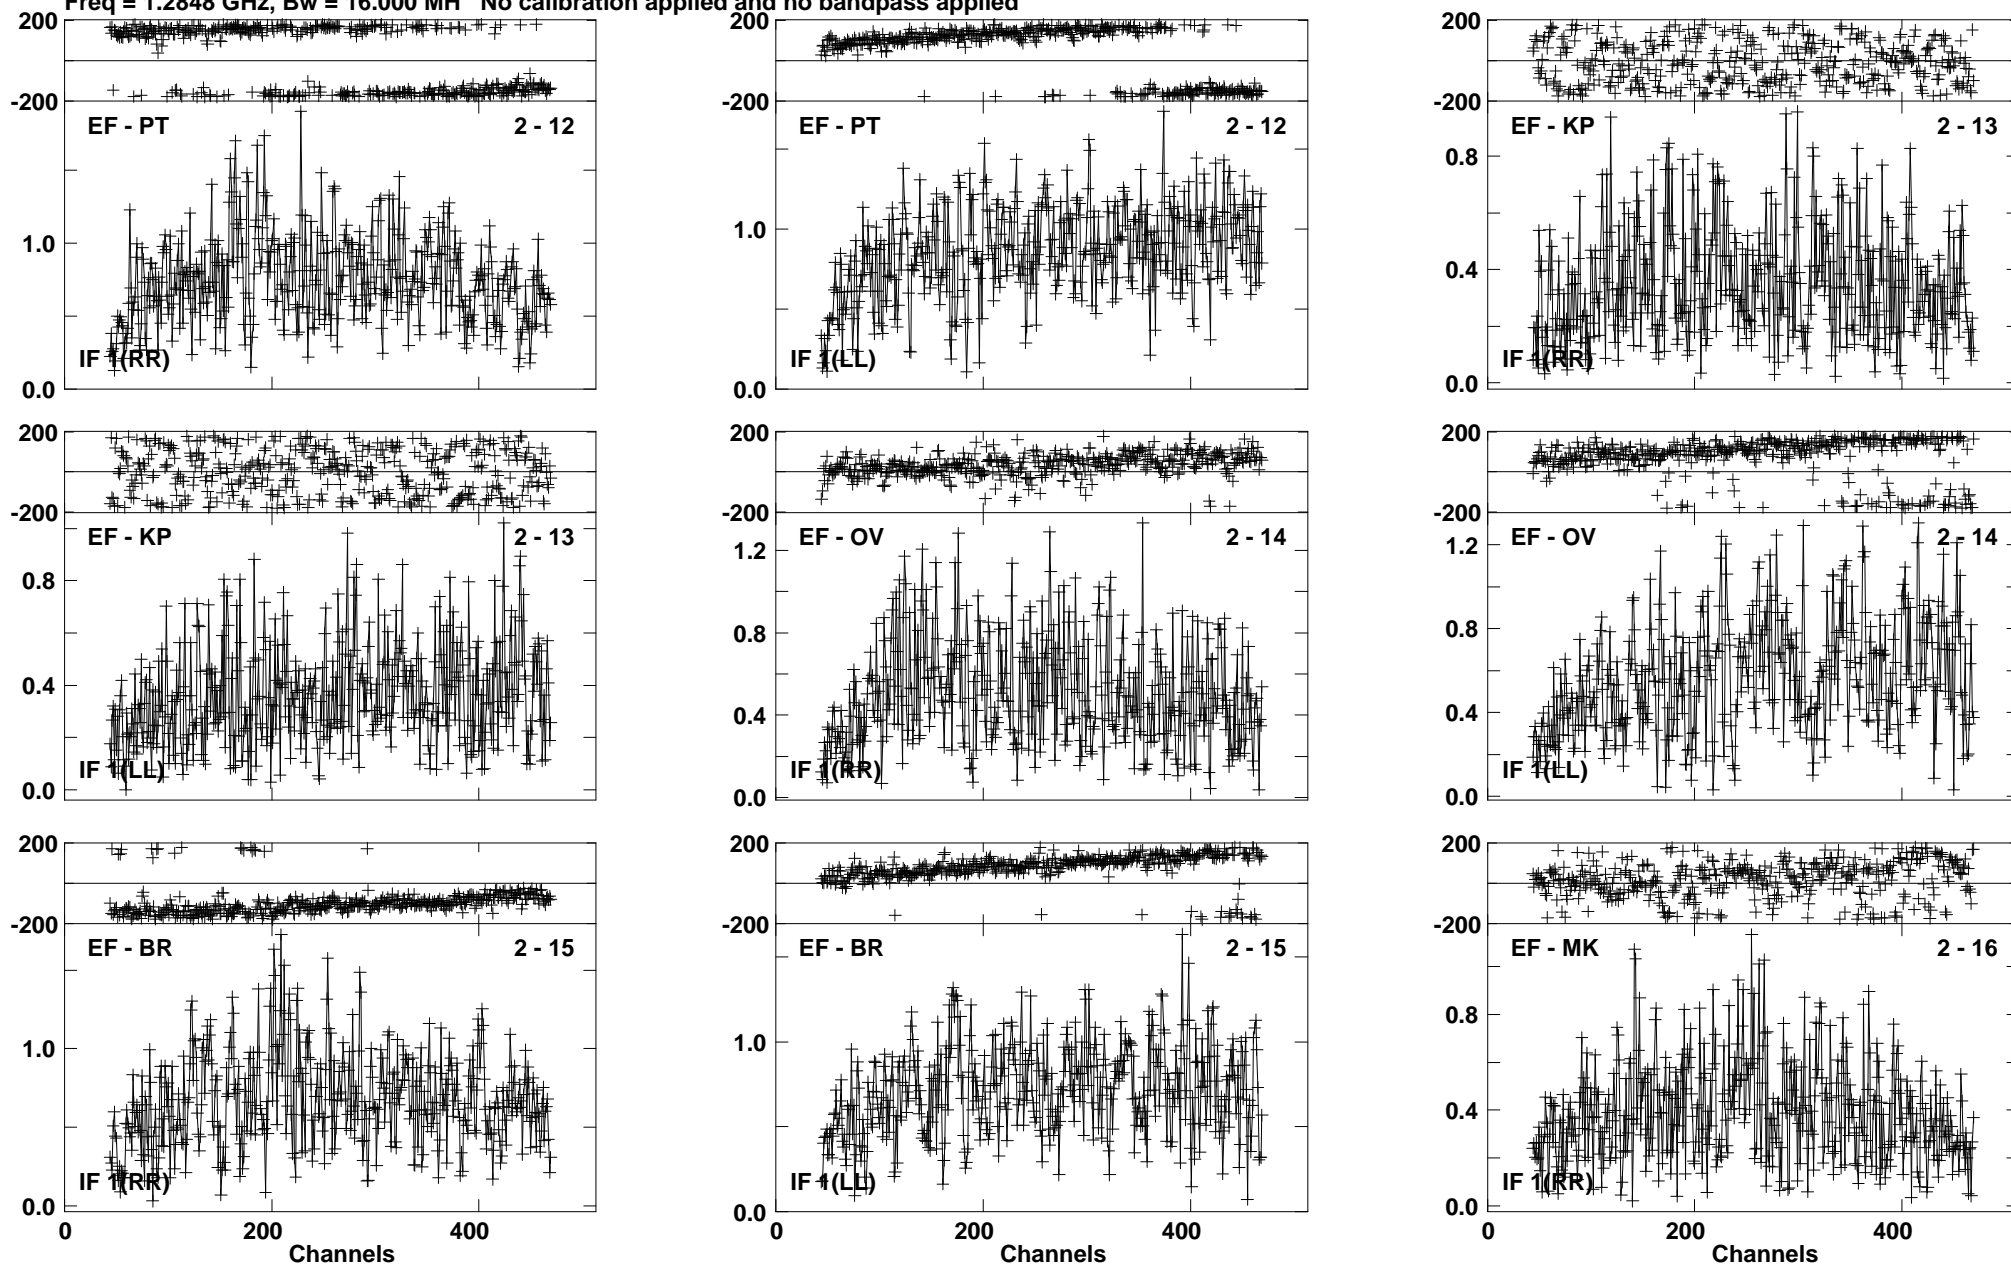 Freq = 1.2848 GHz, Bw = 16.000 MH No calibration applied and no bandpass applied
200 200 200
-200 -200 -200
EF - PT 2 - 12 EF - PT 2 - 12 EF - KP 2 - 13
0.8
1.0 1.0
0.4
IF 1(RR) IF 1(LL) IF 1(RR)
0.0 0.0 0.0
200 200 200
-200 -200 -200
EF - KP 2 - 13 EF - OV 2 - 14 EF - OV 2 - 14
1.2 1.2
0.8 0.8 0.8
0.4 0.4 0.4
IF 1(LL) IF 1(RR) IF 1(LL)
0.0 0.0 0.0
200 200 200
-200 -200 -200
EF - BR 2 - 15 EF - BR 2 - 15 EF - MK 2 - 16
1.0 1.0 0.8
0.4
IF 1(RR) IF 1(LL) IF 1(RR)
0.0 0.0 0.0
0 200 400 0 200 400 0 200 400
Channels Channels Channels